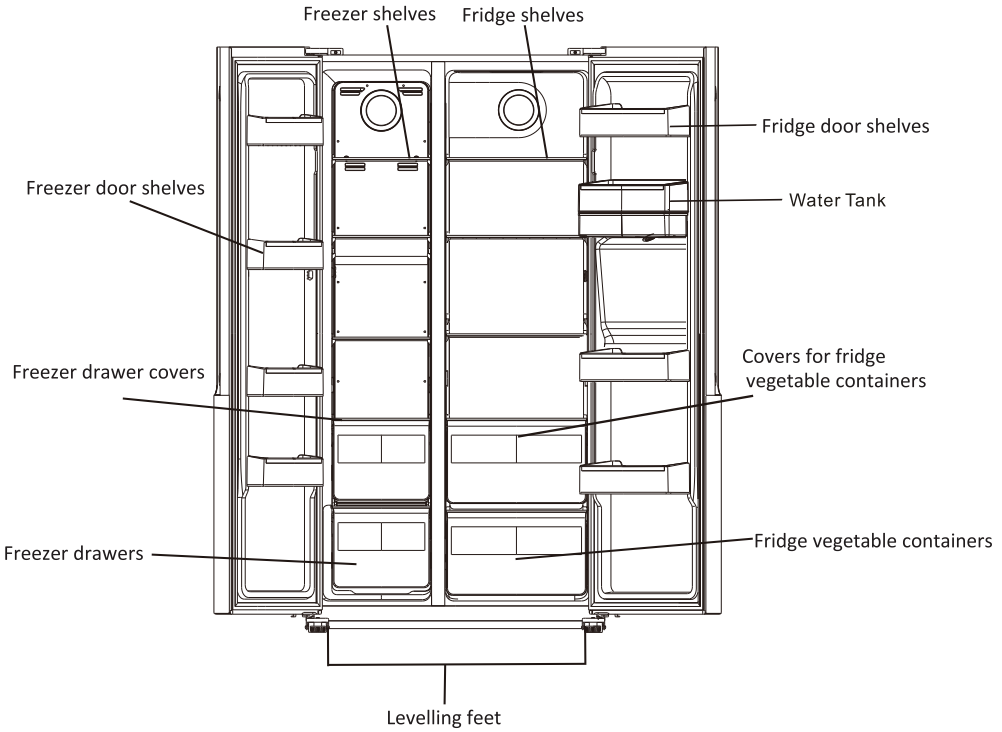 Freezer shelves
Fridge shelves
Fridge door shelves
Freezer door shelves
Water Tank
Covers for fridge
vegetable containers
Freezer drawer covers
Fridge vegetable containers
Freezer drawers
Levelling feet